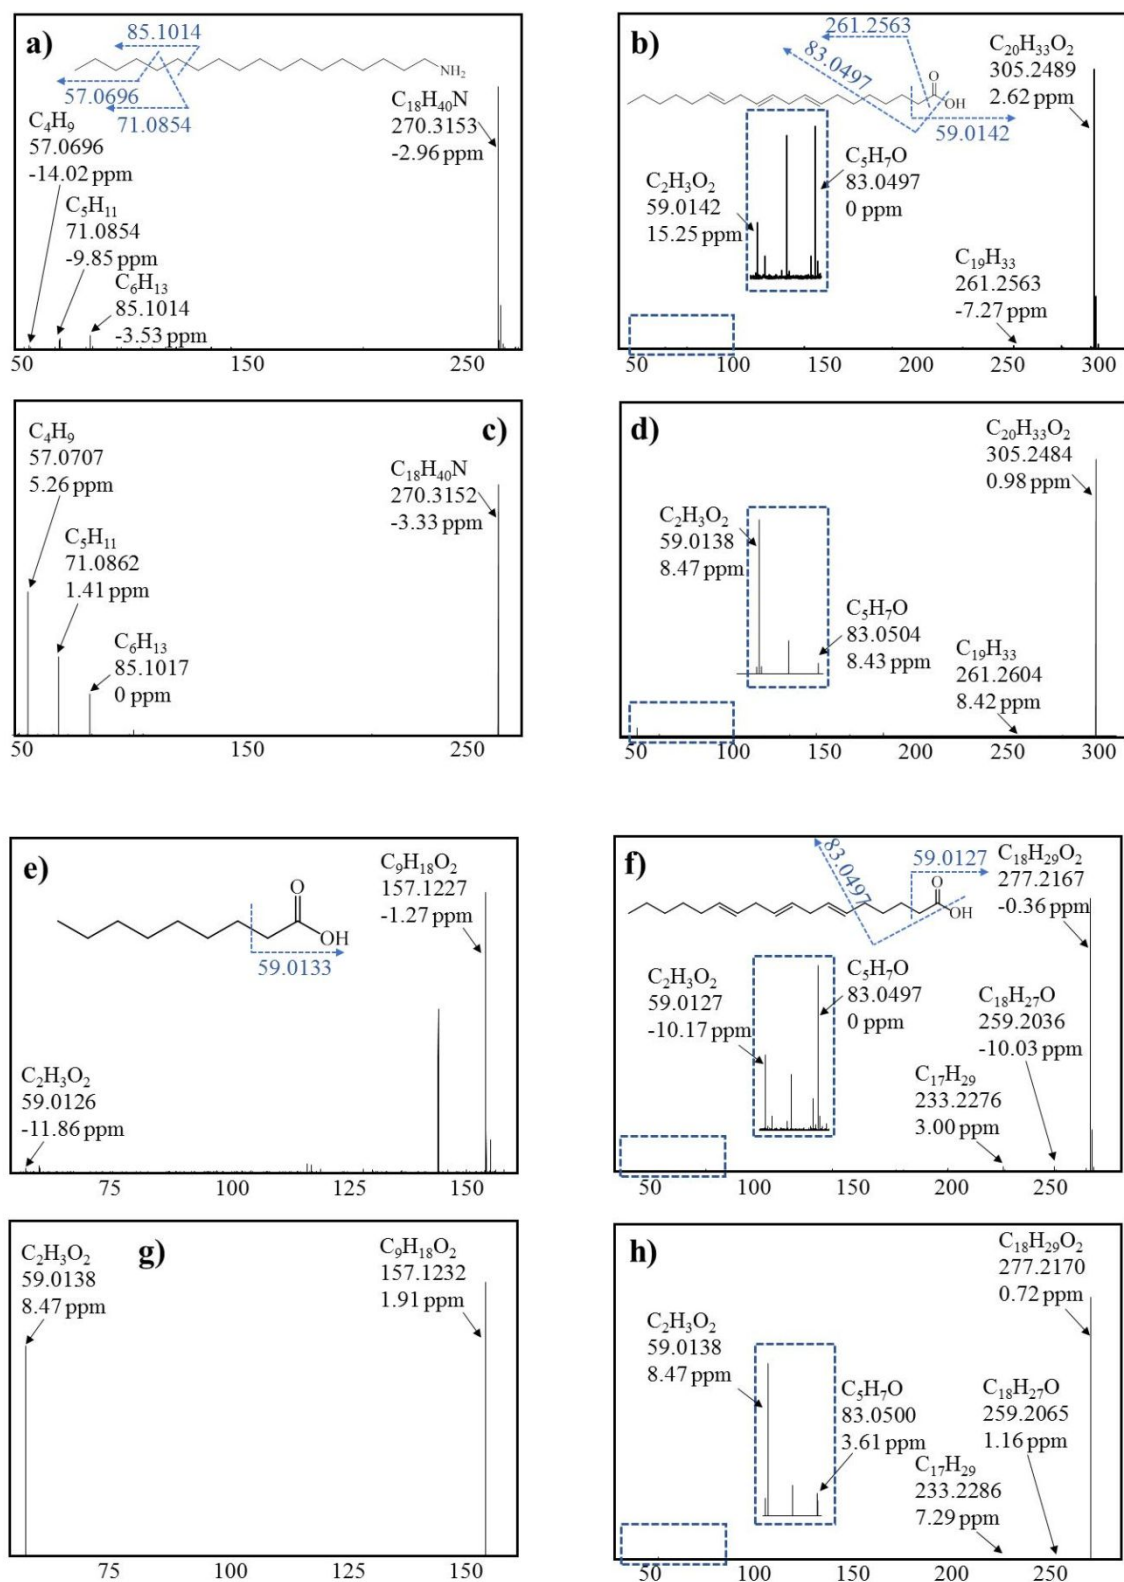 a)
85.1014
NH₂
57.0696
71.0854
C₄H₉
57.0696
-14.02 ppm
C₅H₁₁
71.0854
-9.85 ppm
C₆H₁₃
85.1014
-3.53 ppm
C₁₈H₄₀N
270.3153
-2.96 ppm
50 150 250
b)
261.2563
83.0497
O
OH
59.0142
C₂₀H₃₃O₂
305.2489
2.62 ppm
C₂H₃O₂
59.0142
15.25 ppm
C₅H₇O
83.0497
0 ppm
C₁₉H₃₃
261.2563
-7.27 ppm
50 100 150 200 250 300
c)
C₄H₉
57.0707
5.26 ppm
C₅H₁₁
71.0862
1.41 ppm
C₆H₁₃
85.1017
0 ppm
C₁₈H₄₀N
270.3152
-3.33 ppm
50 150 250
d)
C₂₀H₃₃O₂
305.2484
0.98 ppm
C₂H₃O₂
59.0138
8.47 ppm
C₅H₇O
83.0504
8.43 ppm
C₁₉H₃₃
261.2604
8.42 ppm
50 100 150 200 250 300
e)
O
OH
59.0133
C₉H₁₈O₂
157.1227
-1.27 ppm
C₂H₃O₂
59.0126
-11.86 ppm
75 100 125 150
f)
83.0497
59.0127
O
OH
C₁₈H₂₉O₂
277.2167
-0.36 ppm
C₂H₃O₂
59.0127
-10.17 ppm
C₅H₇O
83.0497
0 ppm
C₁₈H₂₇O
259.2036
-10.03 ppm
C₁₇H₂₉
233.2276
3.00 ppm
50 100 150 200 250
g)
C₂H₃O₂
59.0138
8.47 ppm
C₉H₁₈O₂
157.1232
1.91 ppm
75 100 125 150
h)
C₁₈H₂₉O₂
277.2170
0.72 ppm
C₂H₃O₂
59.0138
8.47 ppm
C₅H₇O
83.0500
3.61 ppm
C₁₈H₂₇O
259.2065
1.16 ppm
C₁₇H₂₉
233.2286
7.29 ppm
50 100 150 200 250